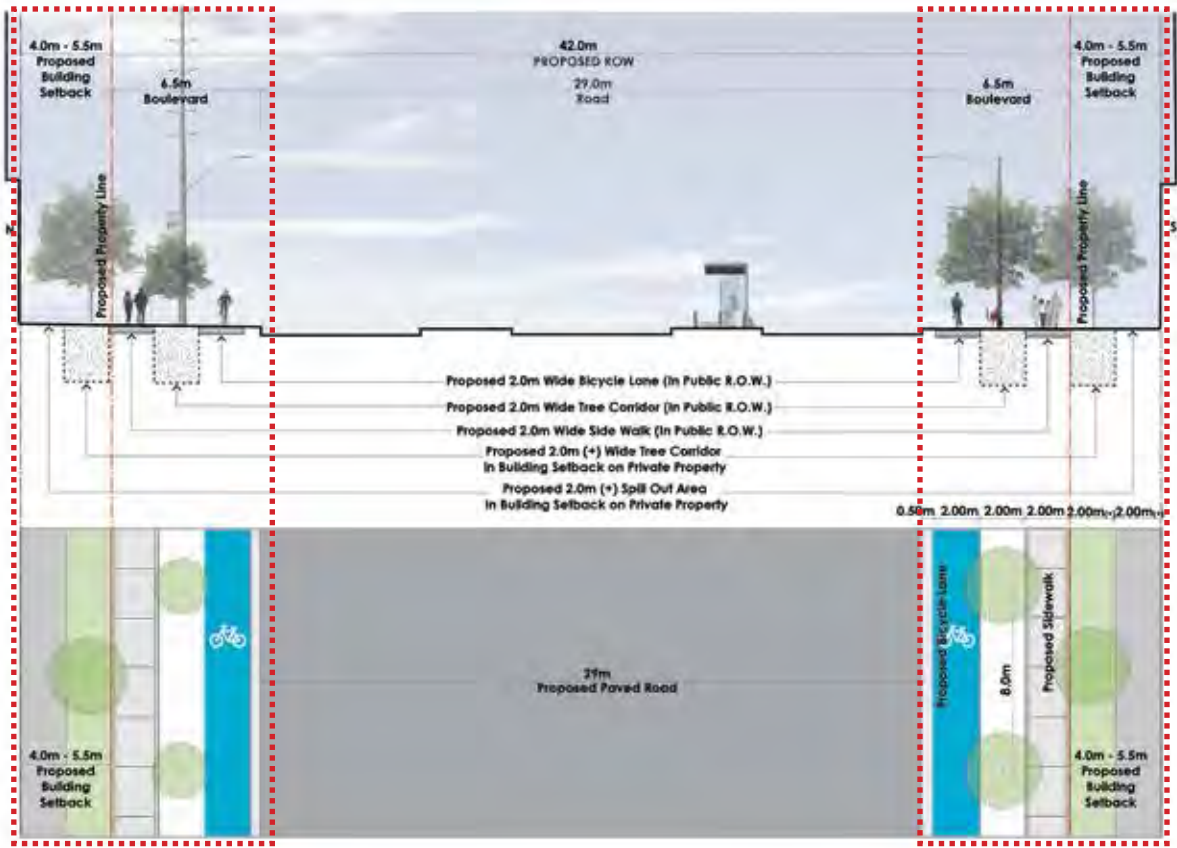 4.0m - 5.5m
Proposed
Building
Setback
6.5m
Boulevard
42.0m
PROPOSED ROW
29.0m
Road
6.5m
Boulevard
4.0m - 5.5m
Proposed
Building
Setback
Proposed Property Line
Proposed Property Line
N
S
Proposed 2.0m Wide Bicycle Lane (In Public R.O.W.)
Proposed 2.0m Wide Tree Corridor (In Public R.O.W.)
Proposed 2.0m Wide Side Walk (In Public R.O.W.)
Proposed 2.0m (+) Wide Tree Corridor
In Building Setback on Private Property
Proposed 2.0m (+) Spill Out Area
In Building Setback on Private Property
0.50m 2.00m 2.00m 2.00m 2.00m(+) 2.00m(+)
Proposed Bicycle Lane
8.0m
Proposed Sidewalk
29m
Proposed Paved Road
4.0m - 5.5m
Proposed
Building
Setback
4.0m - 5.5m
Proposed
Building
Setback